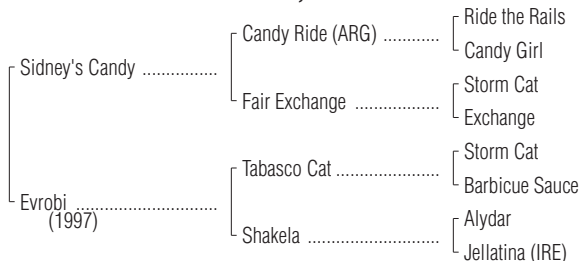 Ride the Rails
Candy Ride (ARG) ............
Candy Girl
Sidney's Candy ................
Storm Cat
Fair Exchange ..................
Exchange
Storm Cat
Tabasco Cat ......................
Barbicue Sauce
Evrobi ..............................
(1997)
Alydar
Shakela ............................
Jellatina (IRE)